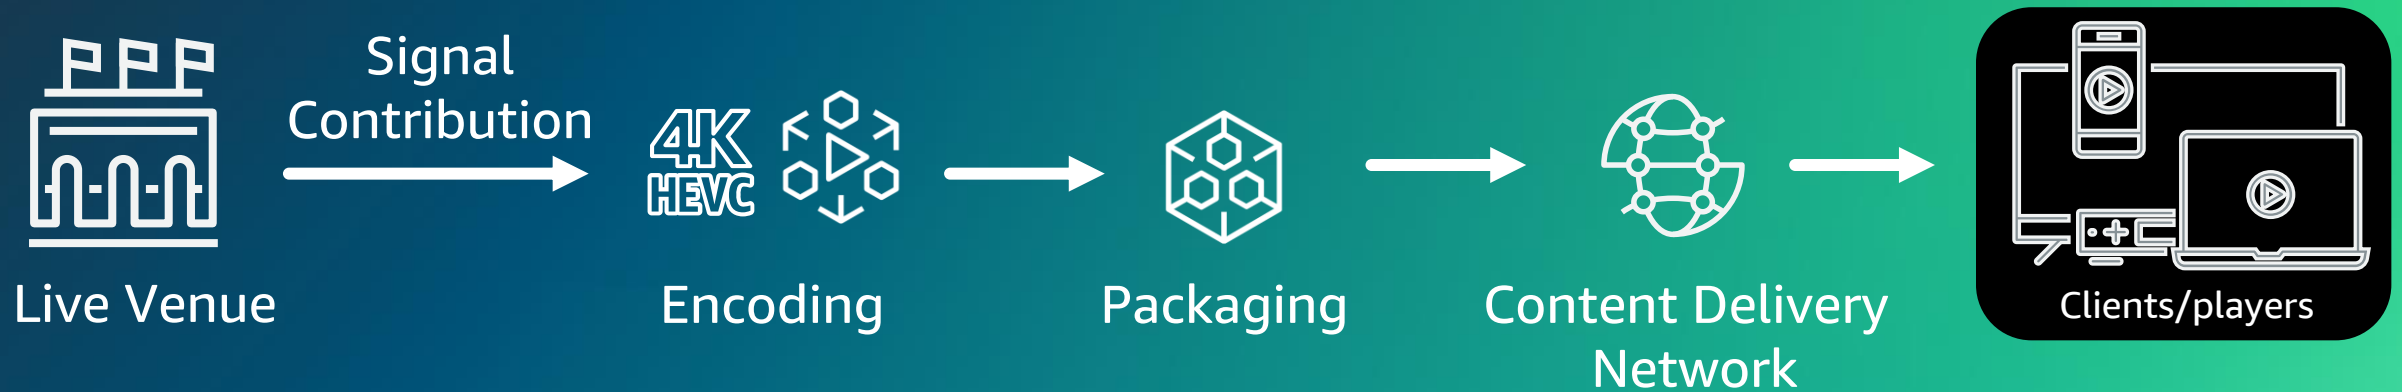 Signal
Contribution
4K
HEVC
Live Venue
Encoding
Packaging
Content Delivery
Network
Clients/players